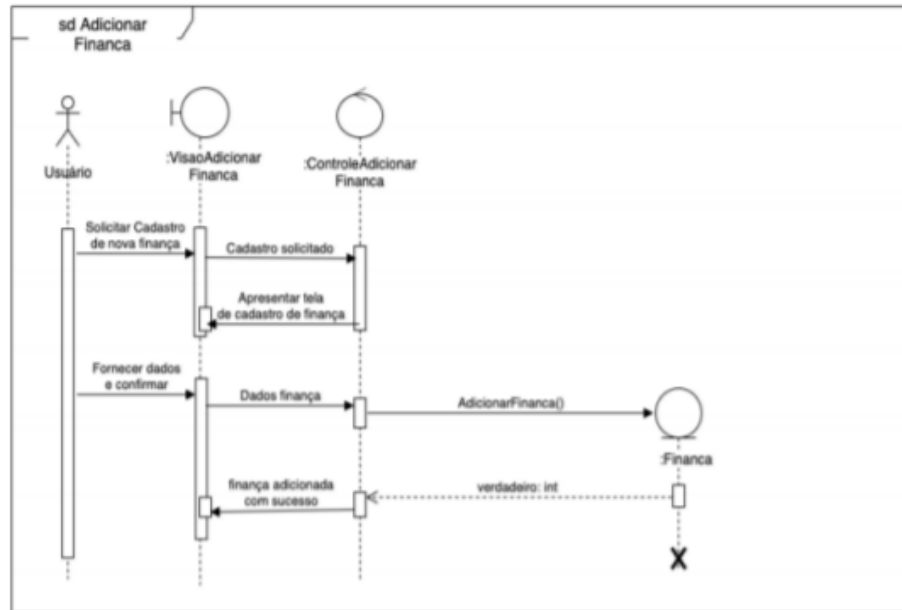 sd Adicionar
Financa
Usuário
:VisaoAdicionar
Financa
:ControleAdicionar
Financa
Solicitar Cadastro
de nova finança
Cadastro solicitado
Apresentar tela
de cadastro de finança
Fornecer dados
e confirmar
Dados finança
AdicionarFinanca()
:Financa
verdadeiro: int
finança adicionada
com sucesso